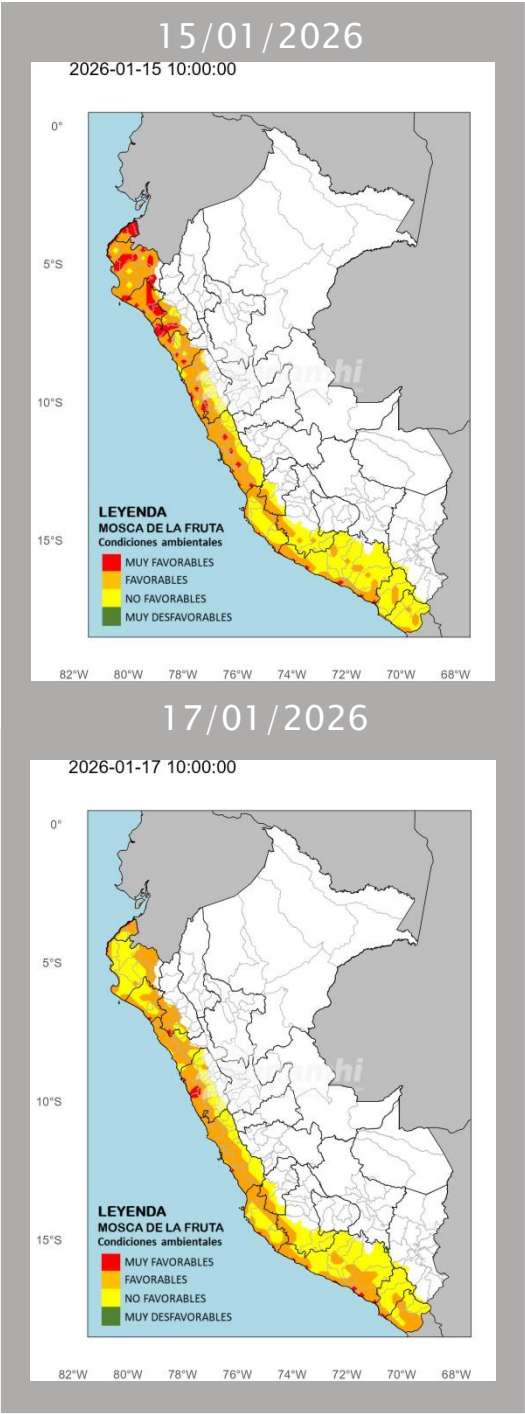 15/01/2026
2026-01-15 10:00:00
0°
5°S
10°S
15°S
LEYENDA
MOSCA DE LA FRUTA
Condiciones ambientales
MUY FAVORABLES
FAVORABLES
NO FAVORABLES
MUY DESFAVORABLES
82°W 80°W 78°W 76°W 74°W 72°W 70°W 68°W
17/01/2026
2026-01-17 10:00:00
0°
5°S
10°S
15°S
LEYENDA
MOSCA DE LA FRUTA
Condiciones ambientales
MUY FAVORABLES
FAVORABLES
NO FAVORABLES
MUY DESFAVORABLES
82°W 80°W 78°W 76°W 74°W 72°W 70°W 68°W